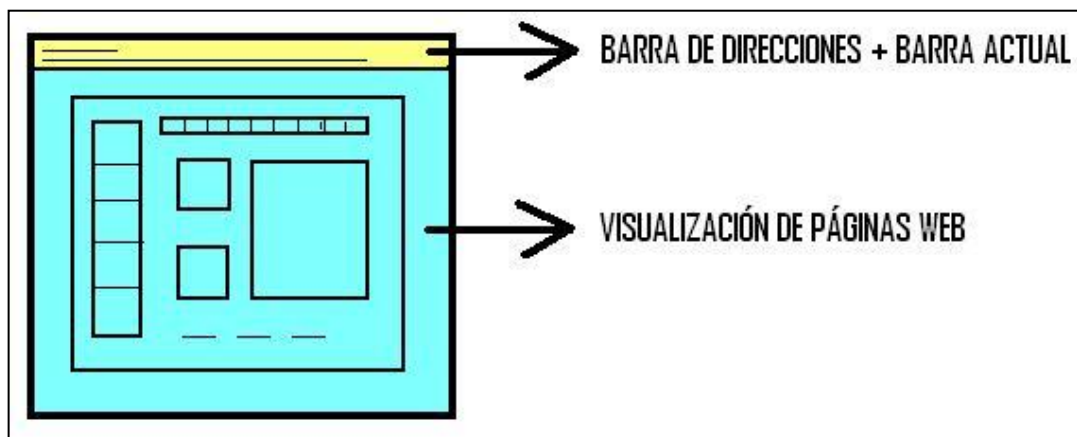 BARRA DE DIRECCIONES + BARRA ACTUAL
VISUALIZACIÓN DE PÁGINAS WEB